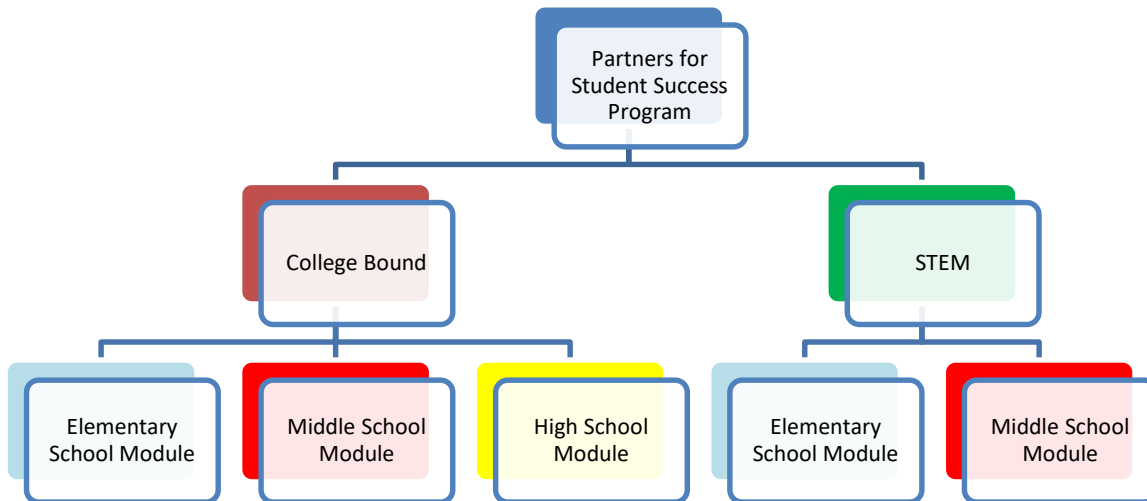 Partners for
Student Success
Program
College Bound
STEM
Elementary
School Module
Middle School
Module
High School
Module
Elementary
School Module
Middle School
Module